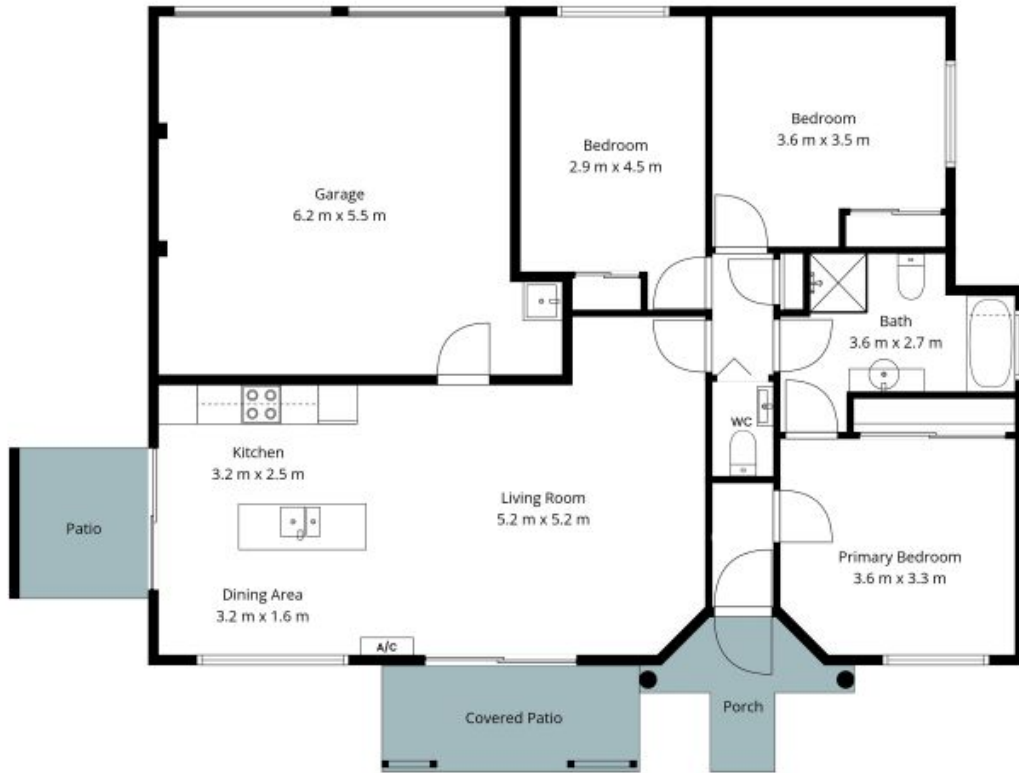 Garage
6.2 m x 5.5 m
Bedroom
2.9 m x 4.5 m
Bedroom
3.6 m x 3.5 m
Bath
3.6 m x 2.7 m
WC
Kitchen
3.2 m x 2.5 m
Living Room
5.2 m x 5.2 m
Patio
Primary Bedroom
3.6 m x 3.3 m
Dining Area
3.2 m x 1.6 m
A/C
Covered Patio
Porch